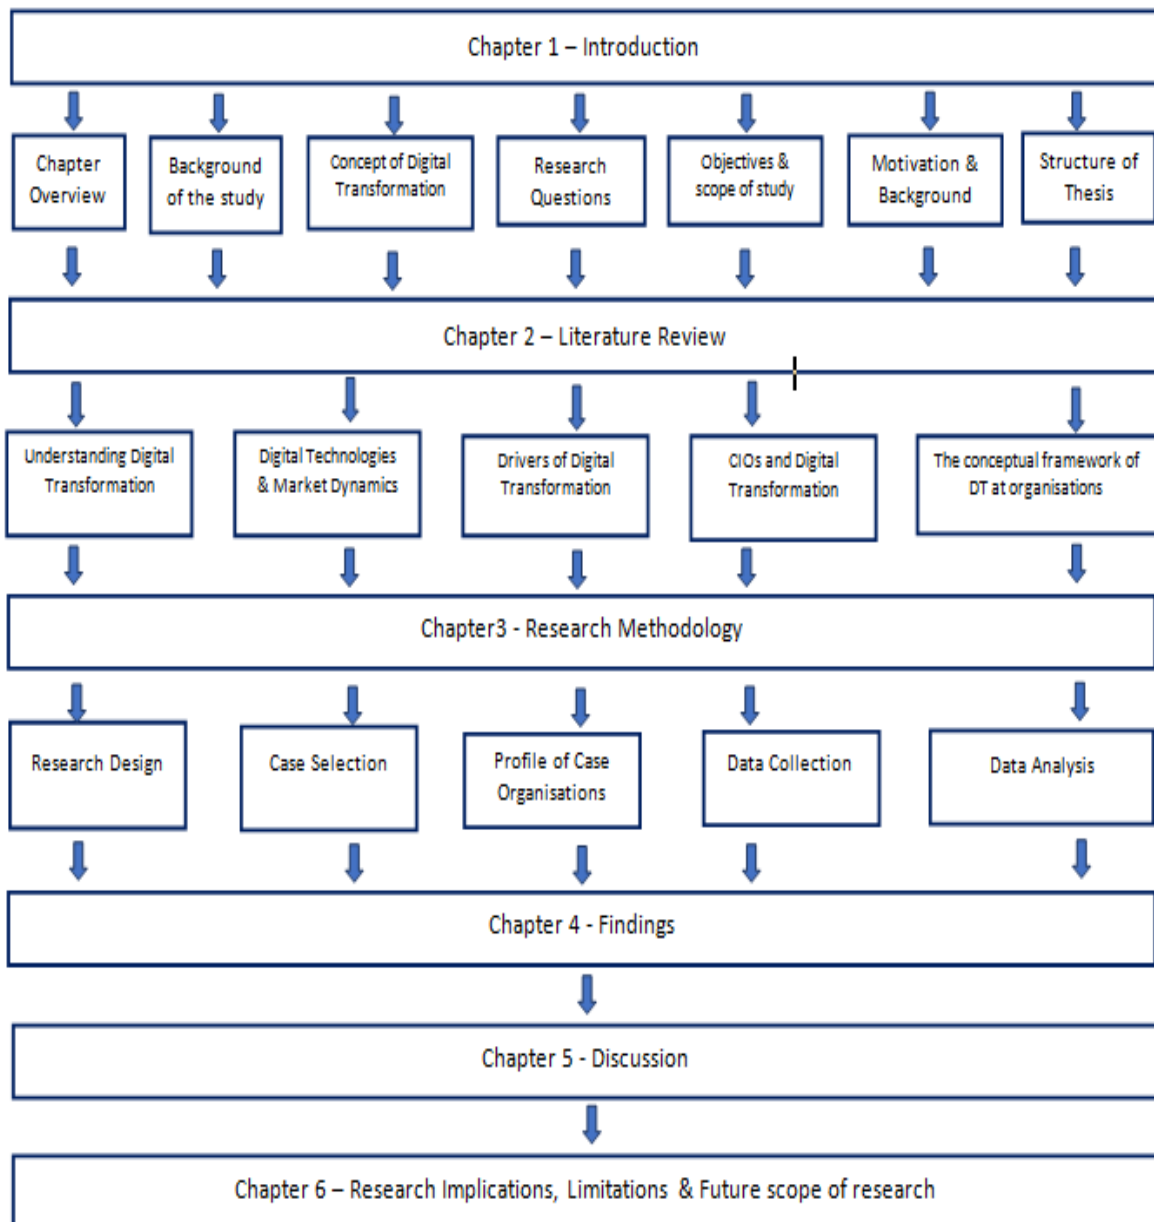 Chapter 1 – Introduction
Chapter
Overview
Background
of the study
Concept of Digital
Transformation
Research
Questions
Objectives &
scope of study
Motivation &
Background
Structure of
Thesis
Chapter 2 – Literature Review
Understanding Digital
Transformation
Digital Technologies
& Market Dynamics
Drivers of Digital
Transformation
CIOs and Digital
Transformation
The conceptual framework of
DT at organisations
Chapter3 - Research Methodology
Research Design
Case Selection
Profile of Case
Organisations
Data Collection
Data Analysis
Chapter 4 - Findings
Chapter 5 - Discussion
Chapter 6 – Research Implications, Limitations & Future scope of research